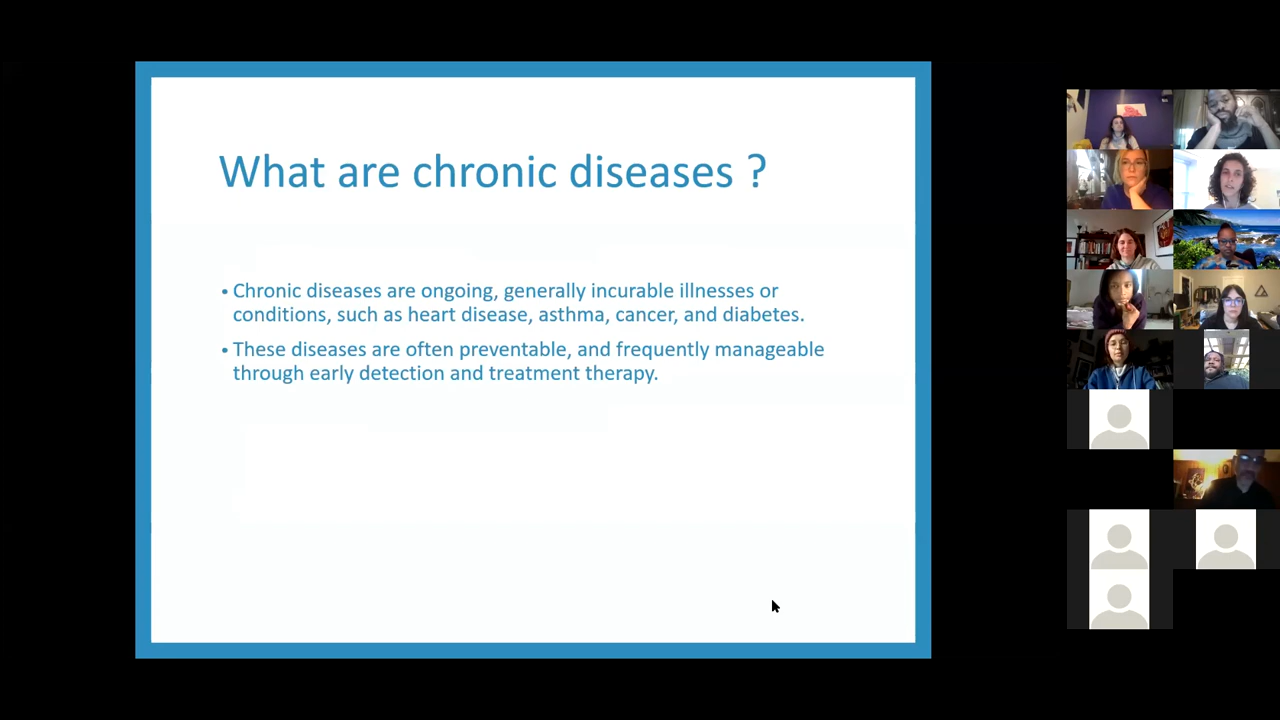 What are chronic diseases ?
• Chronic diseases are ongoing, generally incurable illnesses or
conditions, such as heart disease, asthma, cancer, and diabetes.
• These diseases are often preventable, and frequently manageable
through early detection and treatment therapy.